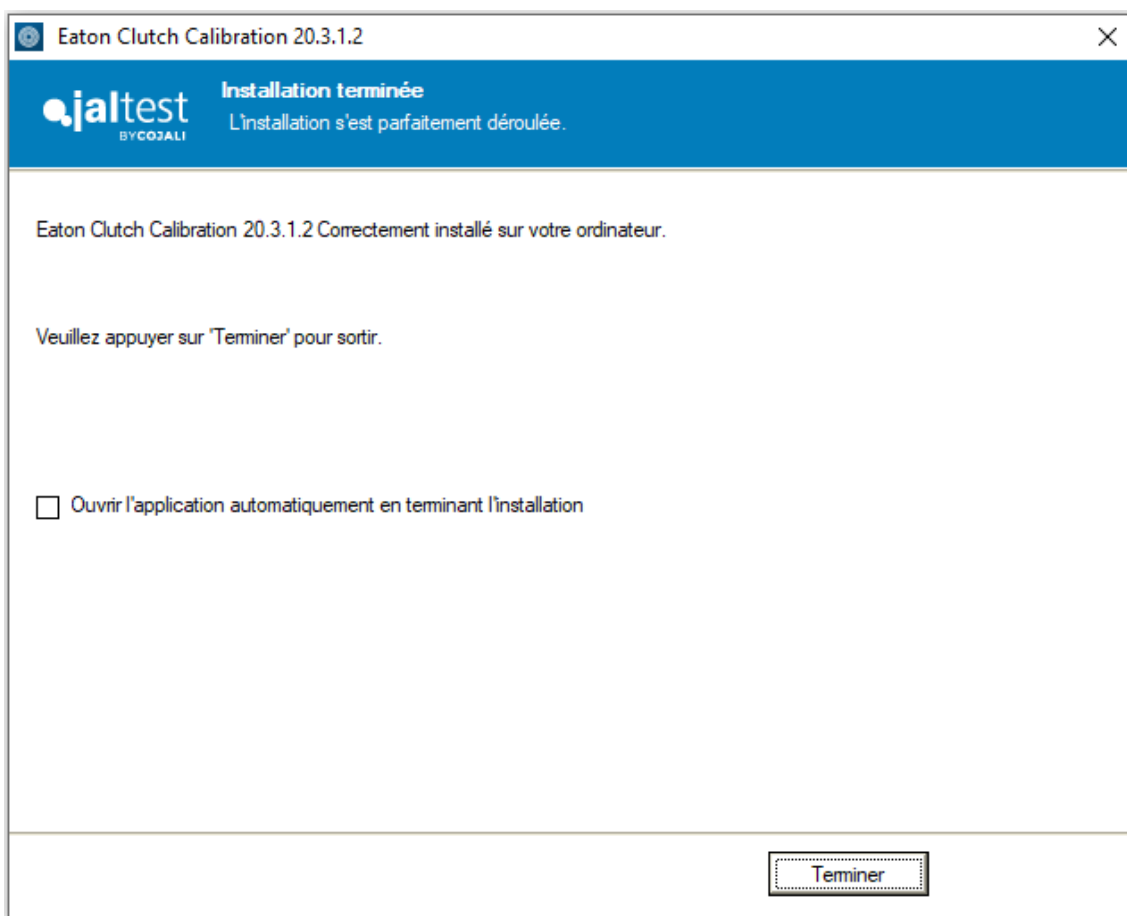 Eaton Clutch Calibration 20.3.1.2
jaltest
BYCOJALI
Installation terminée
L'installation s'est parfaitement déroulée.
Eaton Clutch Calibration 20.3.1.2 Correctement installé sur votre ordinateur.
Veuillez appuyer sur 'Terminer' pour sortir.
Ouvrir l'application automatiquement en terminant l'installation
Terminer